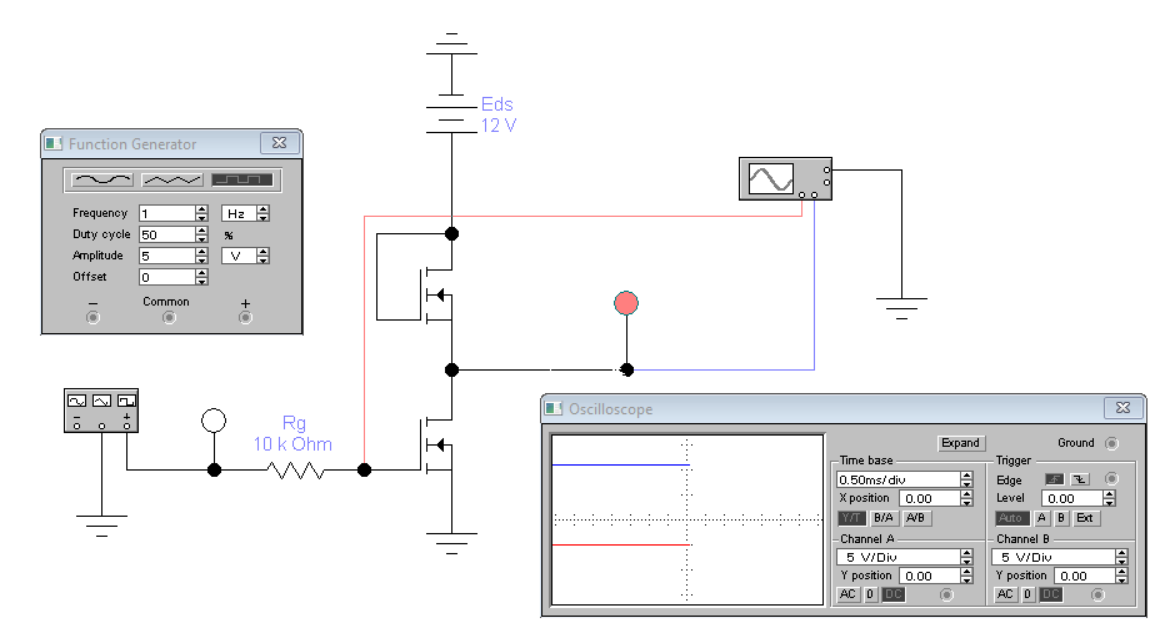 Eds
12 V
Function Generator
Frequency 1 Hz
Duty cycle 50 %
Amplitude 5 V
Offset 0
− Common +
− +
Rg
10 k Ohm
Oscilloscope
Expand Ground
Time base Trigger
0.50ms/div Edge
X position 0.00 Level 0.00
Y/T B/A A/B Auto A B Ext
Channel A Channel B
5 V/Div 5 V/Div
Y position 0.00 Y position 0.00
AC 0 DC AC 0 DC